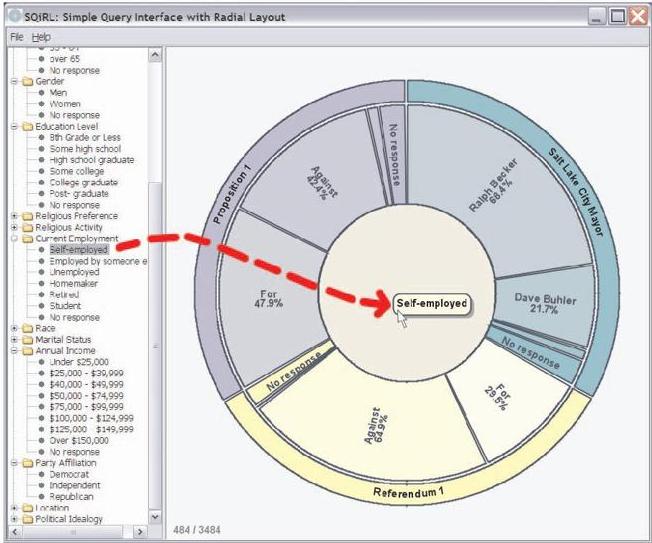 SQiRL: Simple Query Interface with Radial Layout
File Help
over 65
No response
Gender
Men
Women
No response
Education Level
8th Grade or Less
Some high school
High school graduate
Some college
College graduate
Post- graduate
No response
Religious Preference
Religious Activity
Current Employment
Self-employed
Employed by someone e
Unemployed
Homemaker
Retired
Student
No response
Race
Marital Status
Annual Income
Under $25,000
$25,000 - $39,999
$40,000 - $49,999
$50,000 - $74,999
$75,000 - $99,999
$100,000 - $124,999
$125,000 - $149,999
Over $150,000
No response
Party Affiliation
Democrat
Independent
Republican
Location
Political Idealogy
Proposition 1
Against
42.4%
No response
For
47.9%
Salt Lake City Mayor
Ralph Becker
68.4%
Dave Buhler
21.7%
No response
Self-employed
No response
Against
64.9%
For
29.5%
Referendum 1
484 / 3484